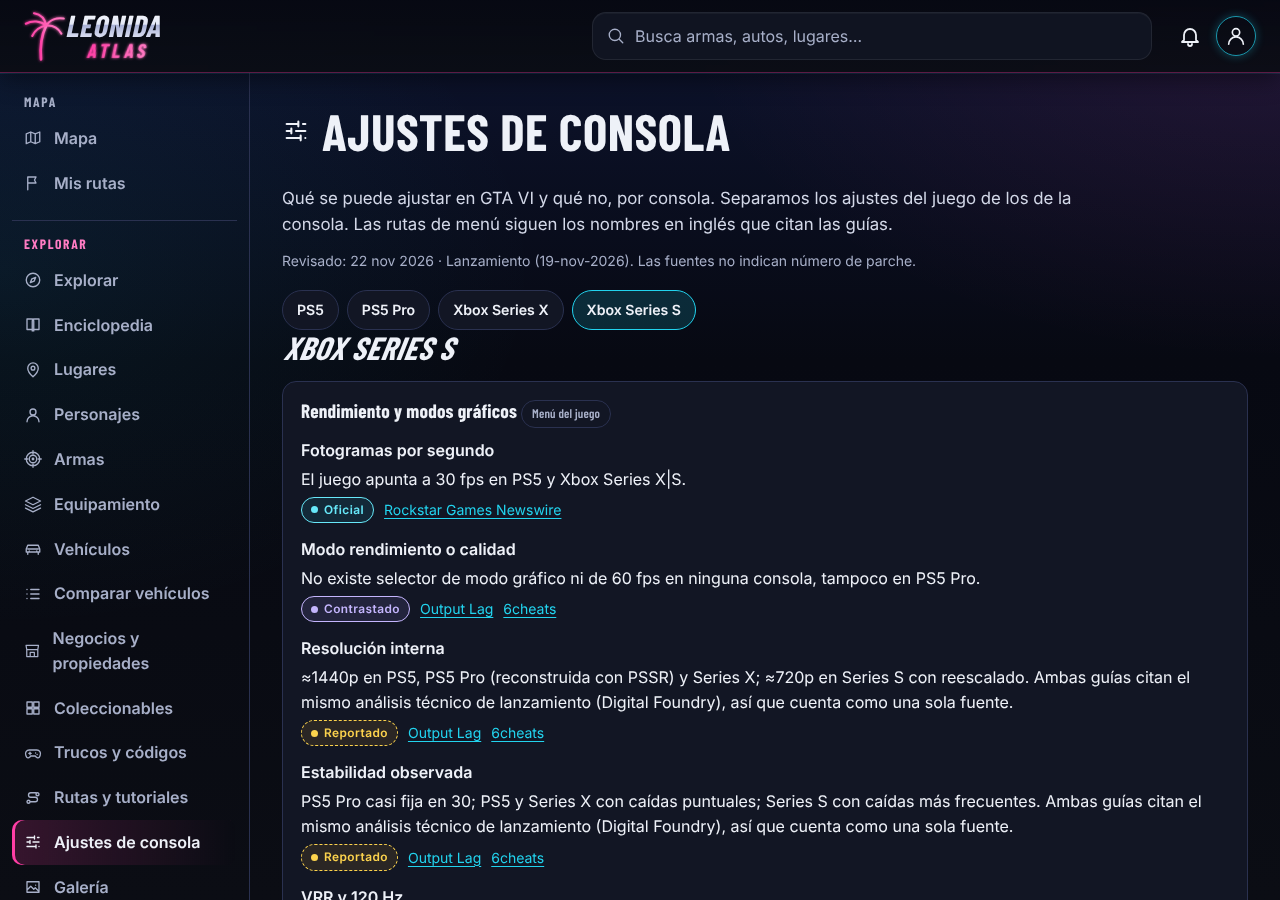 LEONIDA
ATLAS
Busca armas, autos, lugares...
MAPA
Mapa
Mis rutas
EXPLORAR
Explorar
Enciclopedia
Lugares
Personajes
Armas
Equipamiento
Vehículos
Comparar vehículos
Negocios y
propiedades
Coleccionables
Trucos y códigos
Rutas y tutoriales
Ajustes de consola
Galería
AJUSTES DE CONSOLA
Qué se puede ajustar en GTA VI y qué no, por consola. Separamos los ajustes del juego de los de la
consola. Las rutas de menú siguen los nombres en inglés que citan las guías.
Revisado: 22 nov 2026 · Lanzamiento (19-nov-2026). Las fuentes no indican número de parche.
PS5 PS5 Pro Xbox Series X Xbox Series S
XBOX SERIES S
Rendimiento y modos gráficos Menú del juego
Fotogramas por segundo
El juego apunta a 30 fps en PS5 y Xbox Series X|S.
Oficial Rockstar Games Newswire
Modo rendimiento o calidad
No existe selector de modo gráfico ni de 60 fps en ninguna consola, tampoco en PS5 Pro.
Contrastado Output Lag 6cheats
Resolución interna
≈1440p en PS5, PS5 Pro (reconstruida con PSSR) y Series X; ≈720p en Series S con reescalado. Ambas guías citan el
mismo análisis técnico de lanzamiento (Digital Foundry), así que cuenta como una sola fuente.
Reportado Output Lag 6cheats
Estabilidad observada
PS5 Pro casi fija en 30; PS5 y Series X con caídas puntuales; Series S con caídas más frecuentes. Ambas guías citan el
mismo análisis técnico de lanzamiento (Digital Foundry), así que cuenta como una sola fuente.
Reportado Output Lag 6cheats
VRR y 120 Hz